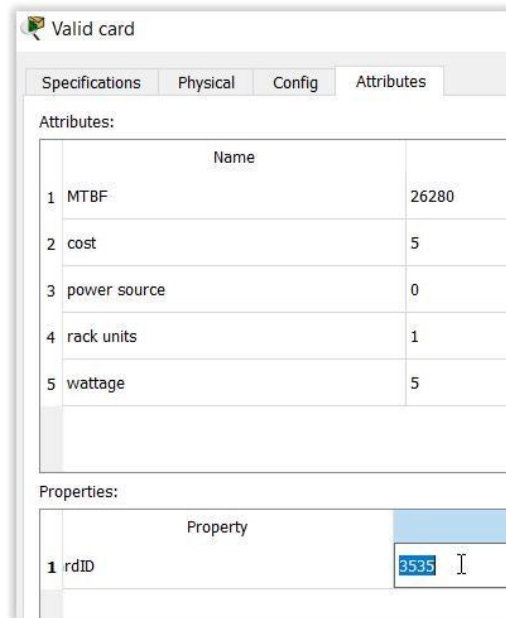 Valid card
Specifications Physical Config Attributes
Attributes:
Name
1 MTBF 26280
2 cost 5
3 power source 0
4 rack units 1
5 wattage 5
Properties:
Property
1 rdID 3535